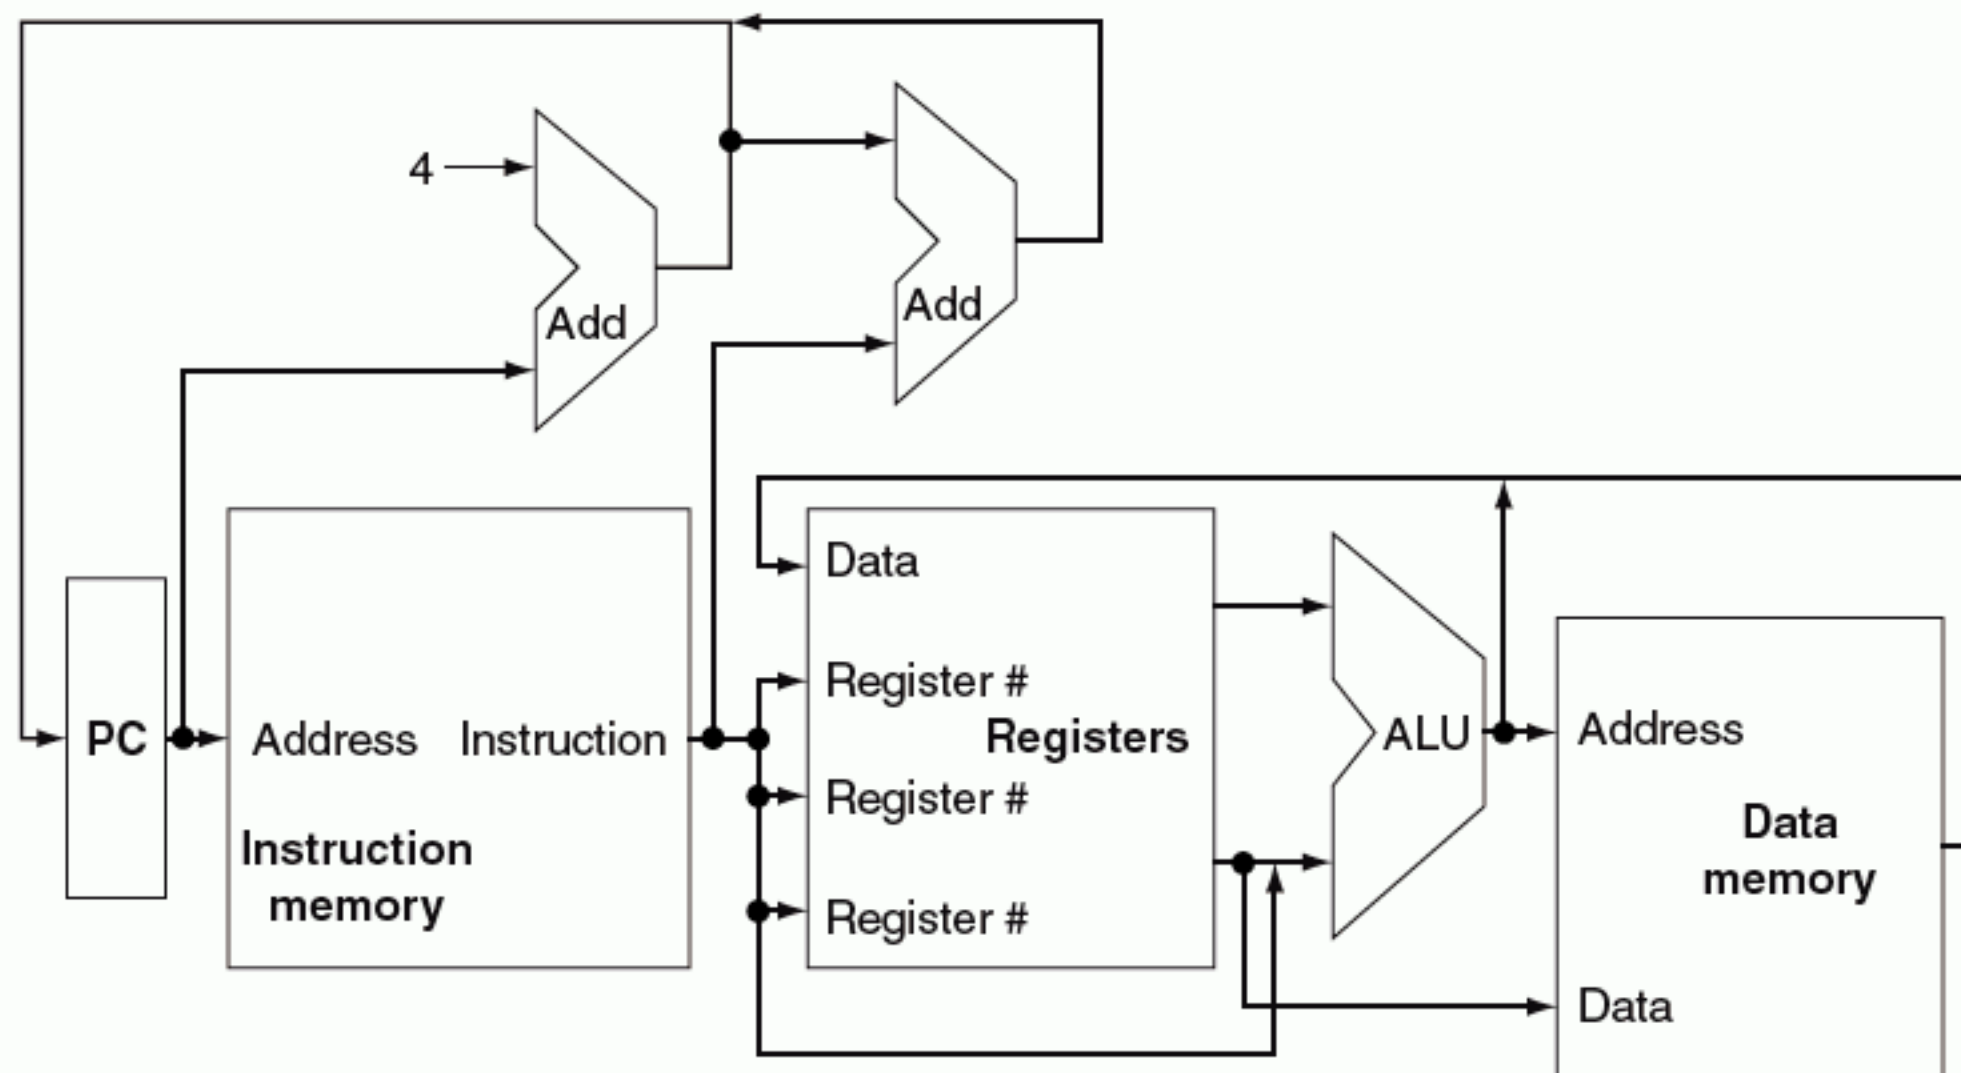 4
Add
Add
Data
Register #
PC
Address
Instruction
Registers
ALU
Address
Register #
Instruction
memory
Data
memory
Register #
Data